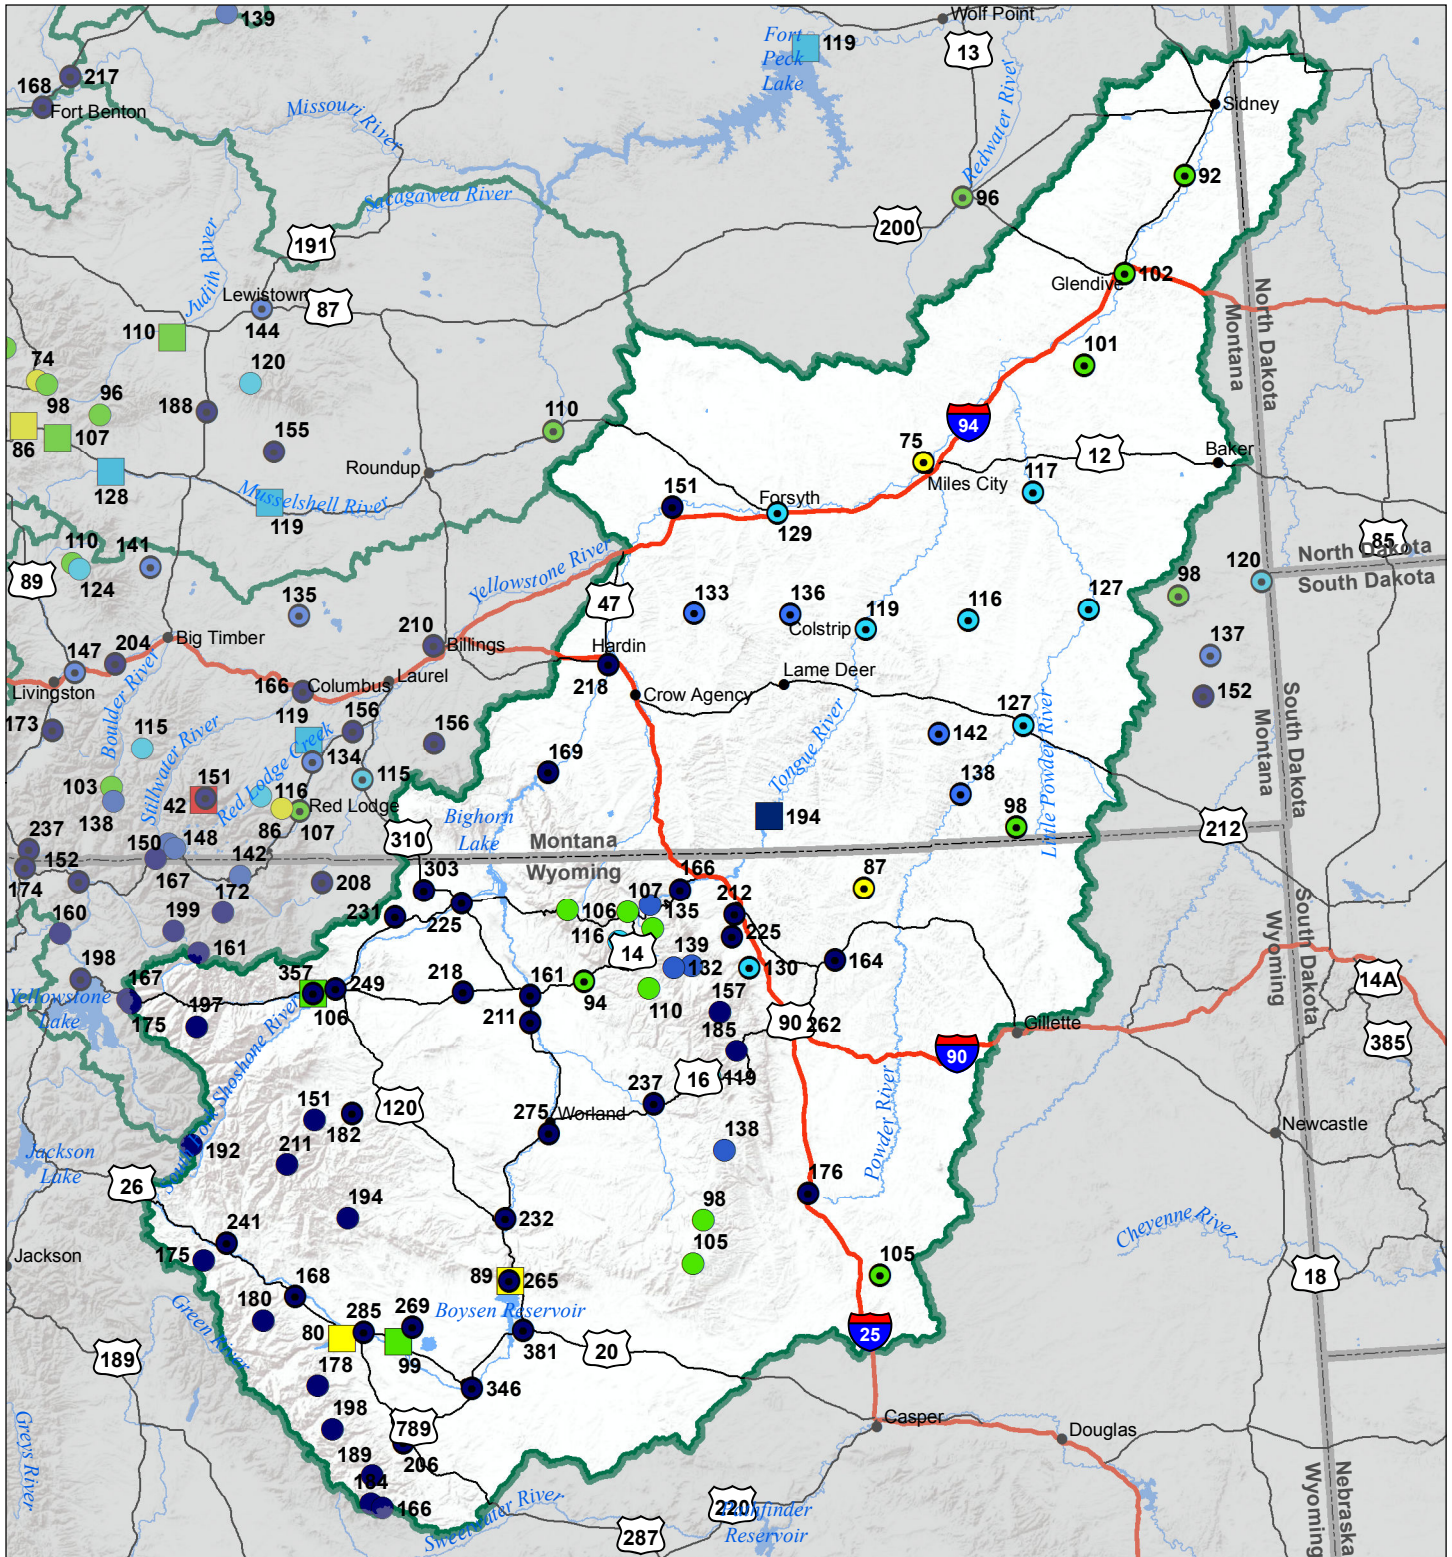 139
Wolf Point
Fort
Peck
Lake
119
13
217
168
Fort Benton
Missouri River
Redwater River
Sidney
92
96
Sacagawea River
200
191
Judith River
102
Glendive
North Dakota
Montana
Lewistown
87
144
110
120
101
74
98
96
188
110
94
86
107
155
75
12
Baker
Roundup
128
Musselshell River
119
Miles City
117
151
Forsyth
129
85
North Dakota
South Dakota
110
141
124
89
Yellowstone River
120
98
135
47
133
136
119
Colstrip
116
127
137
152
204
Big Timber
210
Billings
Hardin
218
147
Livingston
Boulder River
166
Columbus
Laurel
Crow Agency
Lame Deer
173
115
Stillwater River
119
156
156
127
142
South Dakota
Montana
Red Lodge Creek
134
169
Tongue River
Little Powder River
103
138
151
42
116
115
86
Red Lodge
107
Bighorn
Lake
194
138
98
212
237
150
148
310
Montana
Wyoming
152
174
167
142
172
208
303
166
87
160
199
231
225
106
107
135
212
116
14
225
South Dakota
Wyoming
198
161
139
132
130
164
14A
Yellowstone
Lake
167
175
197
357
249
106
218
161
94
110
157
211
185
90
262
Gillette
385
South Fork Shoshone River
90
16
119
151
182
120
275
Worland
237
Powder River
Newcastle
Jackson
Lake
192
211
138
26
194
232
176
98
Cheyenne River
241
175
105
105
Jackson
168
89
265
18
180
Green River
285
269
Boysen Reservoir
80
99
381
20
25
189
178
346
198
789
Casper
Douglas
189
206
184
166
Greys River
Sweetwater River
220
Pathfinder
Reservoir
287
Nebraska
Wyoming